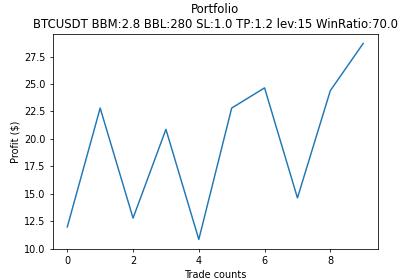 Portfolio
BTCUSDT BBM:2.8 BBL:280 SL:1.0 TP:1.2 lev:15 WinRatio:70.0
27.5
25.0
22.5
20.0
17.5
15.0
12.5
10.0
Profit ($)
0 2 4 6 8
Trade counts